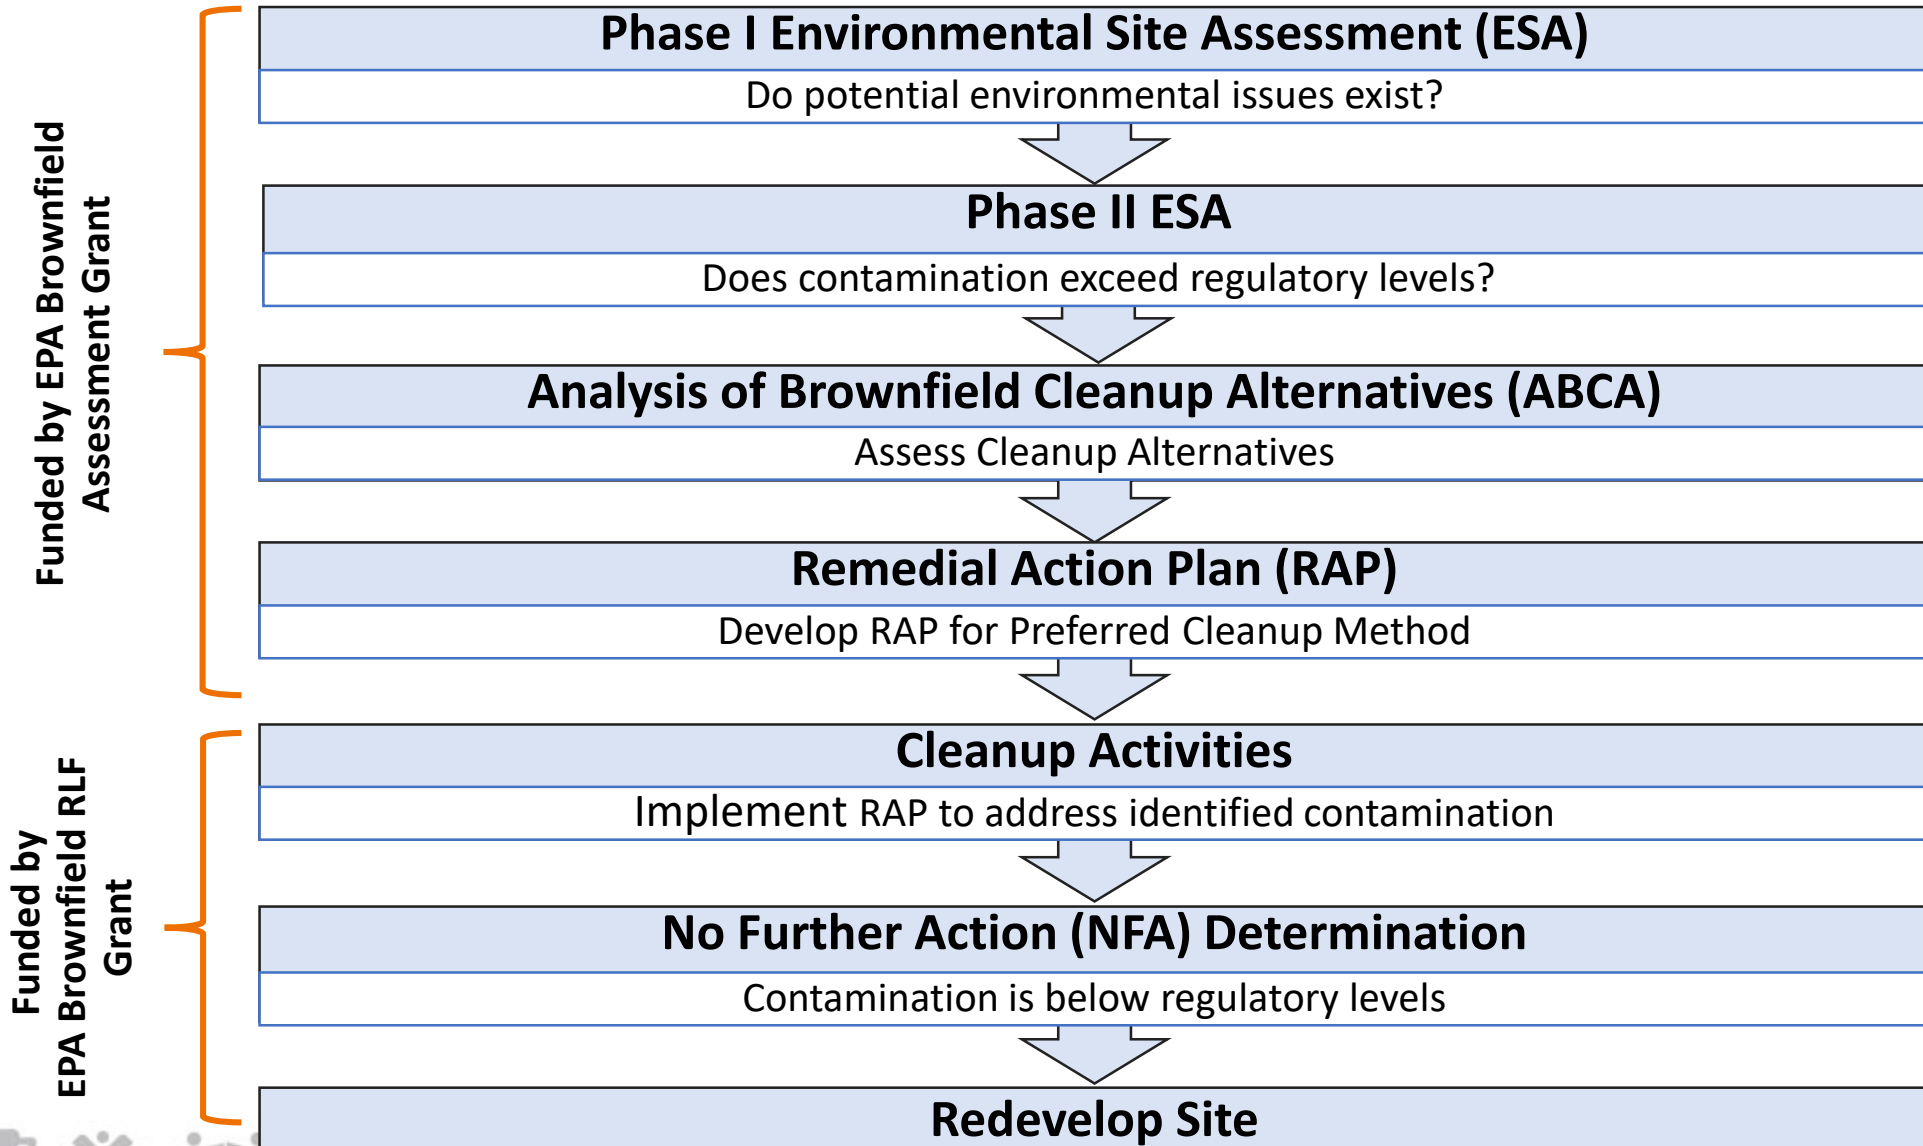 Phase I Environmental Site Assessment (ESA)
Do potential environmental issues exist?
Phase II ESA
Does contamination exceed regulatory levels?
Analysis of Brownfield Cleanup Alternatives (ABCA)
Assess Cleanup Alternatives
Remedial Action Plan (RAP)
Develop RAP for Preferred Cleanup Method
Cleanup Activities
Implement RAP to address identified contamination
No Further Action (NFA) Determination
Contamination is below regulatory levels
Redevelop Site
Funded by EPA Brownfield
Assessment Grant
Funded by
EPA Brownfield RLF
Grant